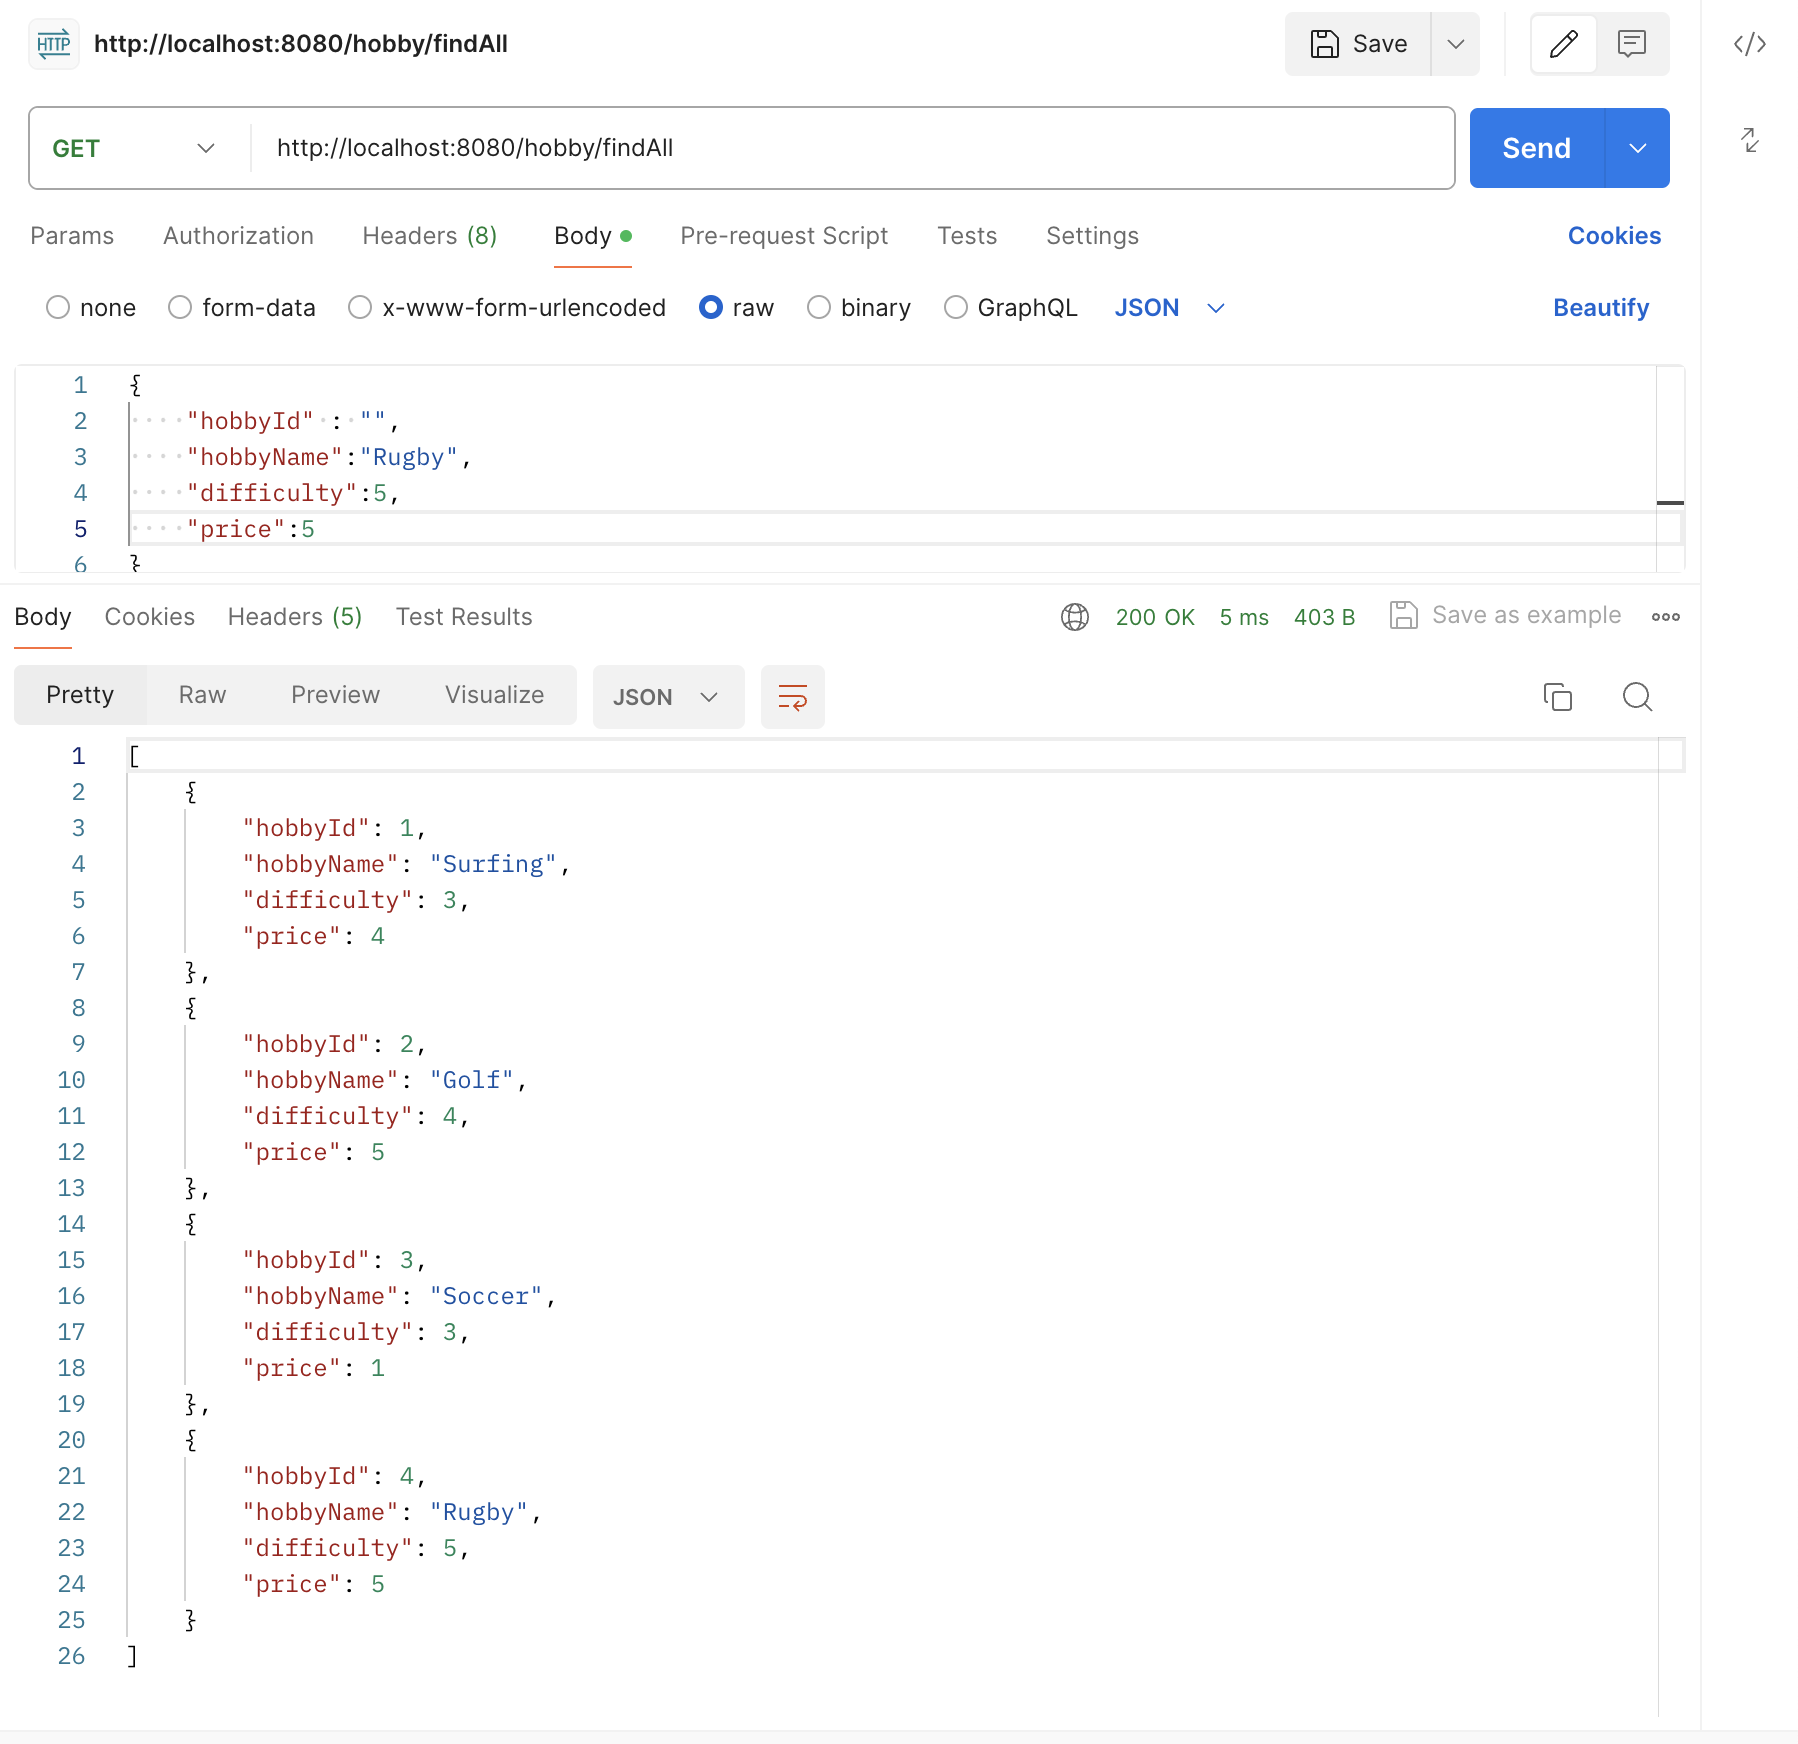 HTTP http://localhost:8080/hobby/findAll Save
GET http://localhost:8080/hobby/findAll Send
Params Authorization Headers (8) Body Pre-request Script Tests Settings Cookies
none form-data x-www-form-urlencoded raw binary GraphQL JSON Beautify
1 {
2 "hobbyId" : "",
3 "hobbyName":"Rugby",
4 "difficulty":5,
5 "price":5
6 }
Body Cookies Headers (5) Test Results 200 OK 5 ms 403 B Save as example
Pretty Raw Preview Visualize JSON
1 [
2 {
3 "hobbyId": 1,
4 "hobbyName": "Surfing",
5 "difficulty": 3,
6 "price": 4
7 },
8 {
9 "hobbyId": 2,
10 "hobbyName": "Golf",
11 "difficulty": 4,
12 "price": 5
13 },
14 {
15 "hobbyId": 3,
16 "hobbyName": "Soccer",
17 "difficulty": 3,
18 "price": 1
19 },
20 {
21 "hobbyId": 4,
22 "hobbyName": "Rugby",
23 "difficulty": 5,
24 "price": 5
25 }
26 ]